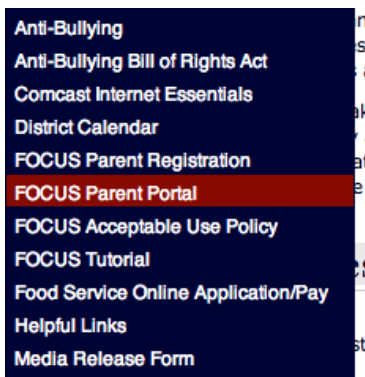 Anti-Bullying
Anti-Bullying Bill of Rights Act
Comcast Internet Essentials
District Calendar
FOCUS Parent Registration
FOCUS Parent Portal
FOCUS Acceptable Use Policy
FOCUS Tutorial
Food Service Online Application/Pay
Helpful Links
Media Release Form